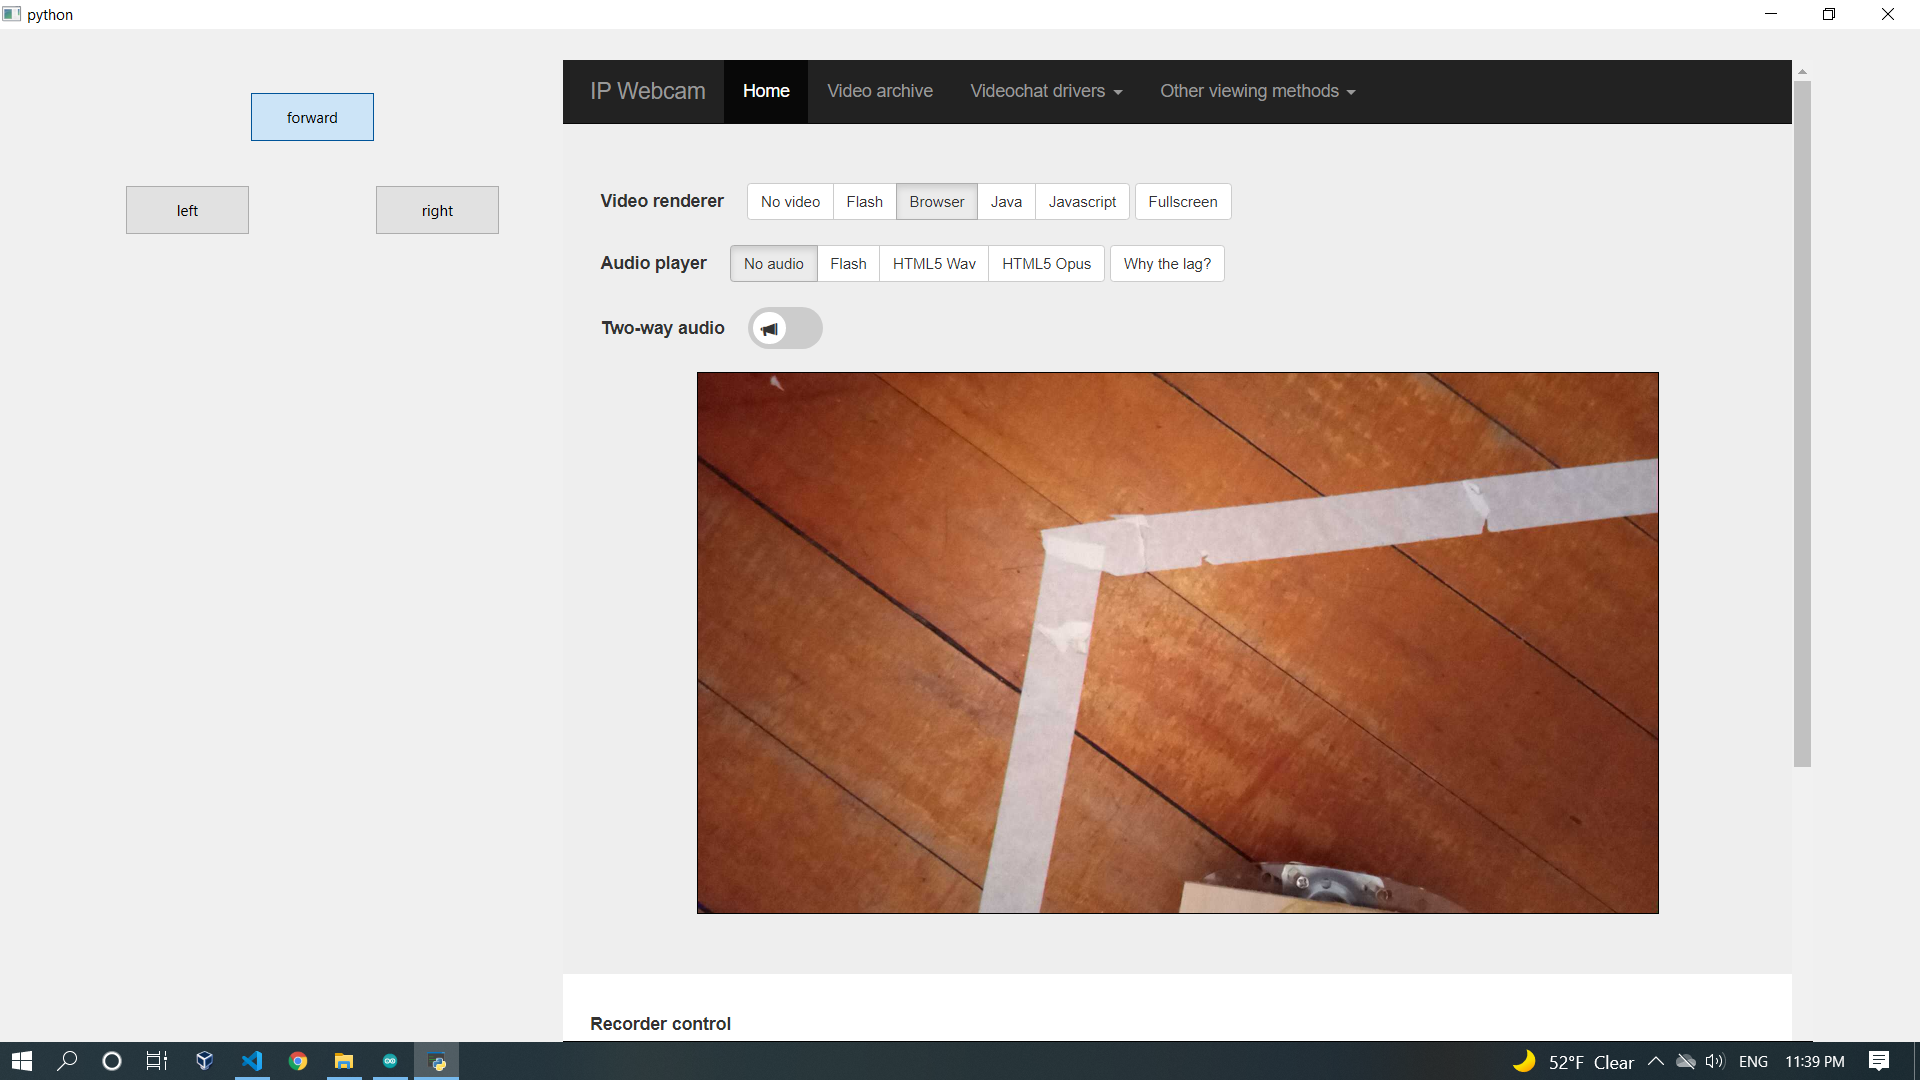 python
forward
left
right
IP Webcam Home Video archive Videochat drivers Other viewing methods
Video renderer No video Flash Browser Java Javascript Fullscreen
Audio player No audio Flash HTML5 Wav HTML5 Opus Why the lag?
Two-way audio
Recorder control
52°F Clear ENG 11:39 PM